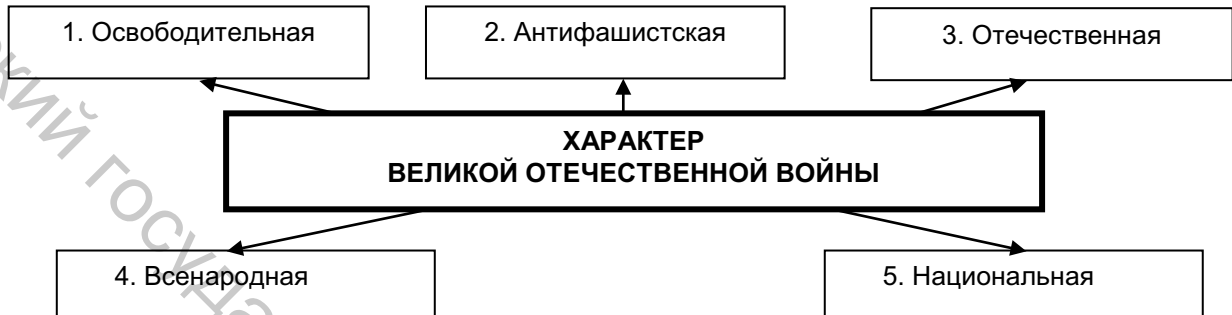 1. Освободительная
2. Антифашистская
3. Отечественная
ХАРАКТЕР
ВЕЛИКОЙ ОТЕЧЕСТВЕННОЙ ВОЙНЫ
4. Всенародная
5. Национальная